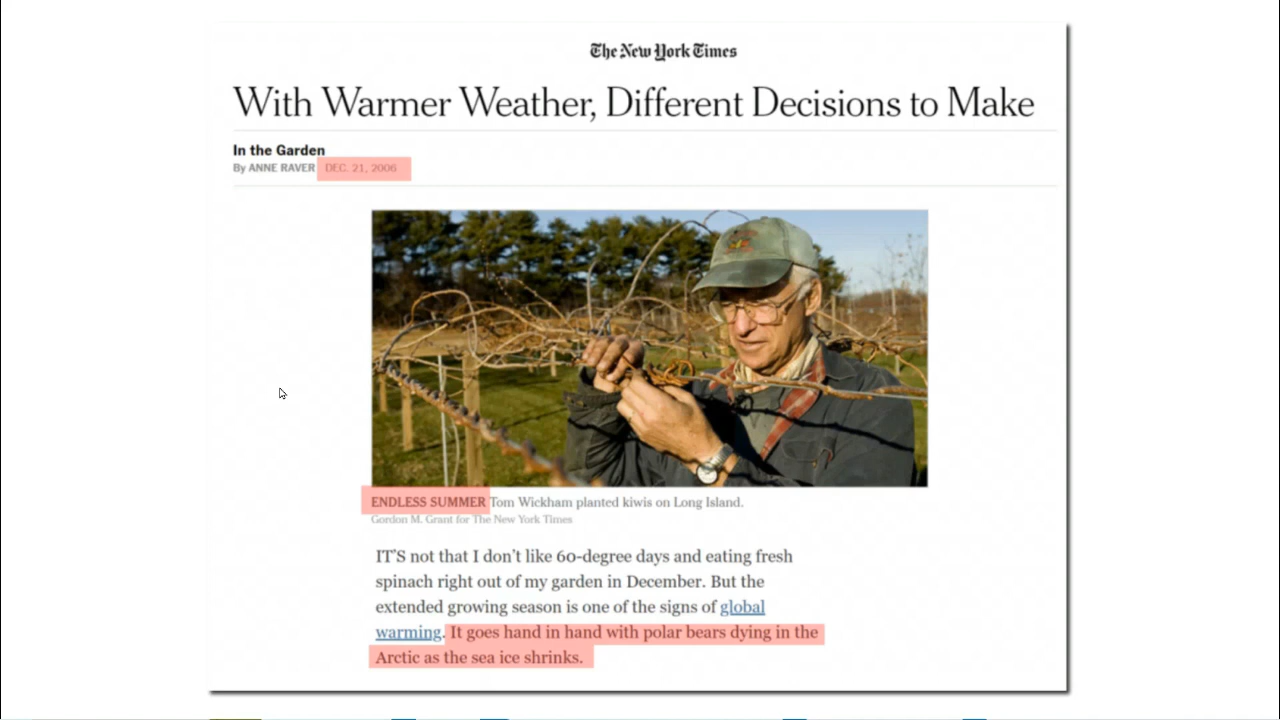 The New York Times
With Warmer Weather, Different Decisions to Make
In the Garden
By ANNE RAVER DEC. 21, 2006
ENDLESS SUMMER Tom Wickham planted kiwis on Long Island.
Gordon M. Grant for The New York Times
IT’S not that I don’t like 60-degree days and eating fresh
spinach right out of my garden in December. But the
extended growing season is one of the signs of global
warming. It goes hand in hand with polar bears dying in the
Arctic as the sea ice shrinks.